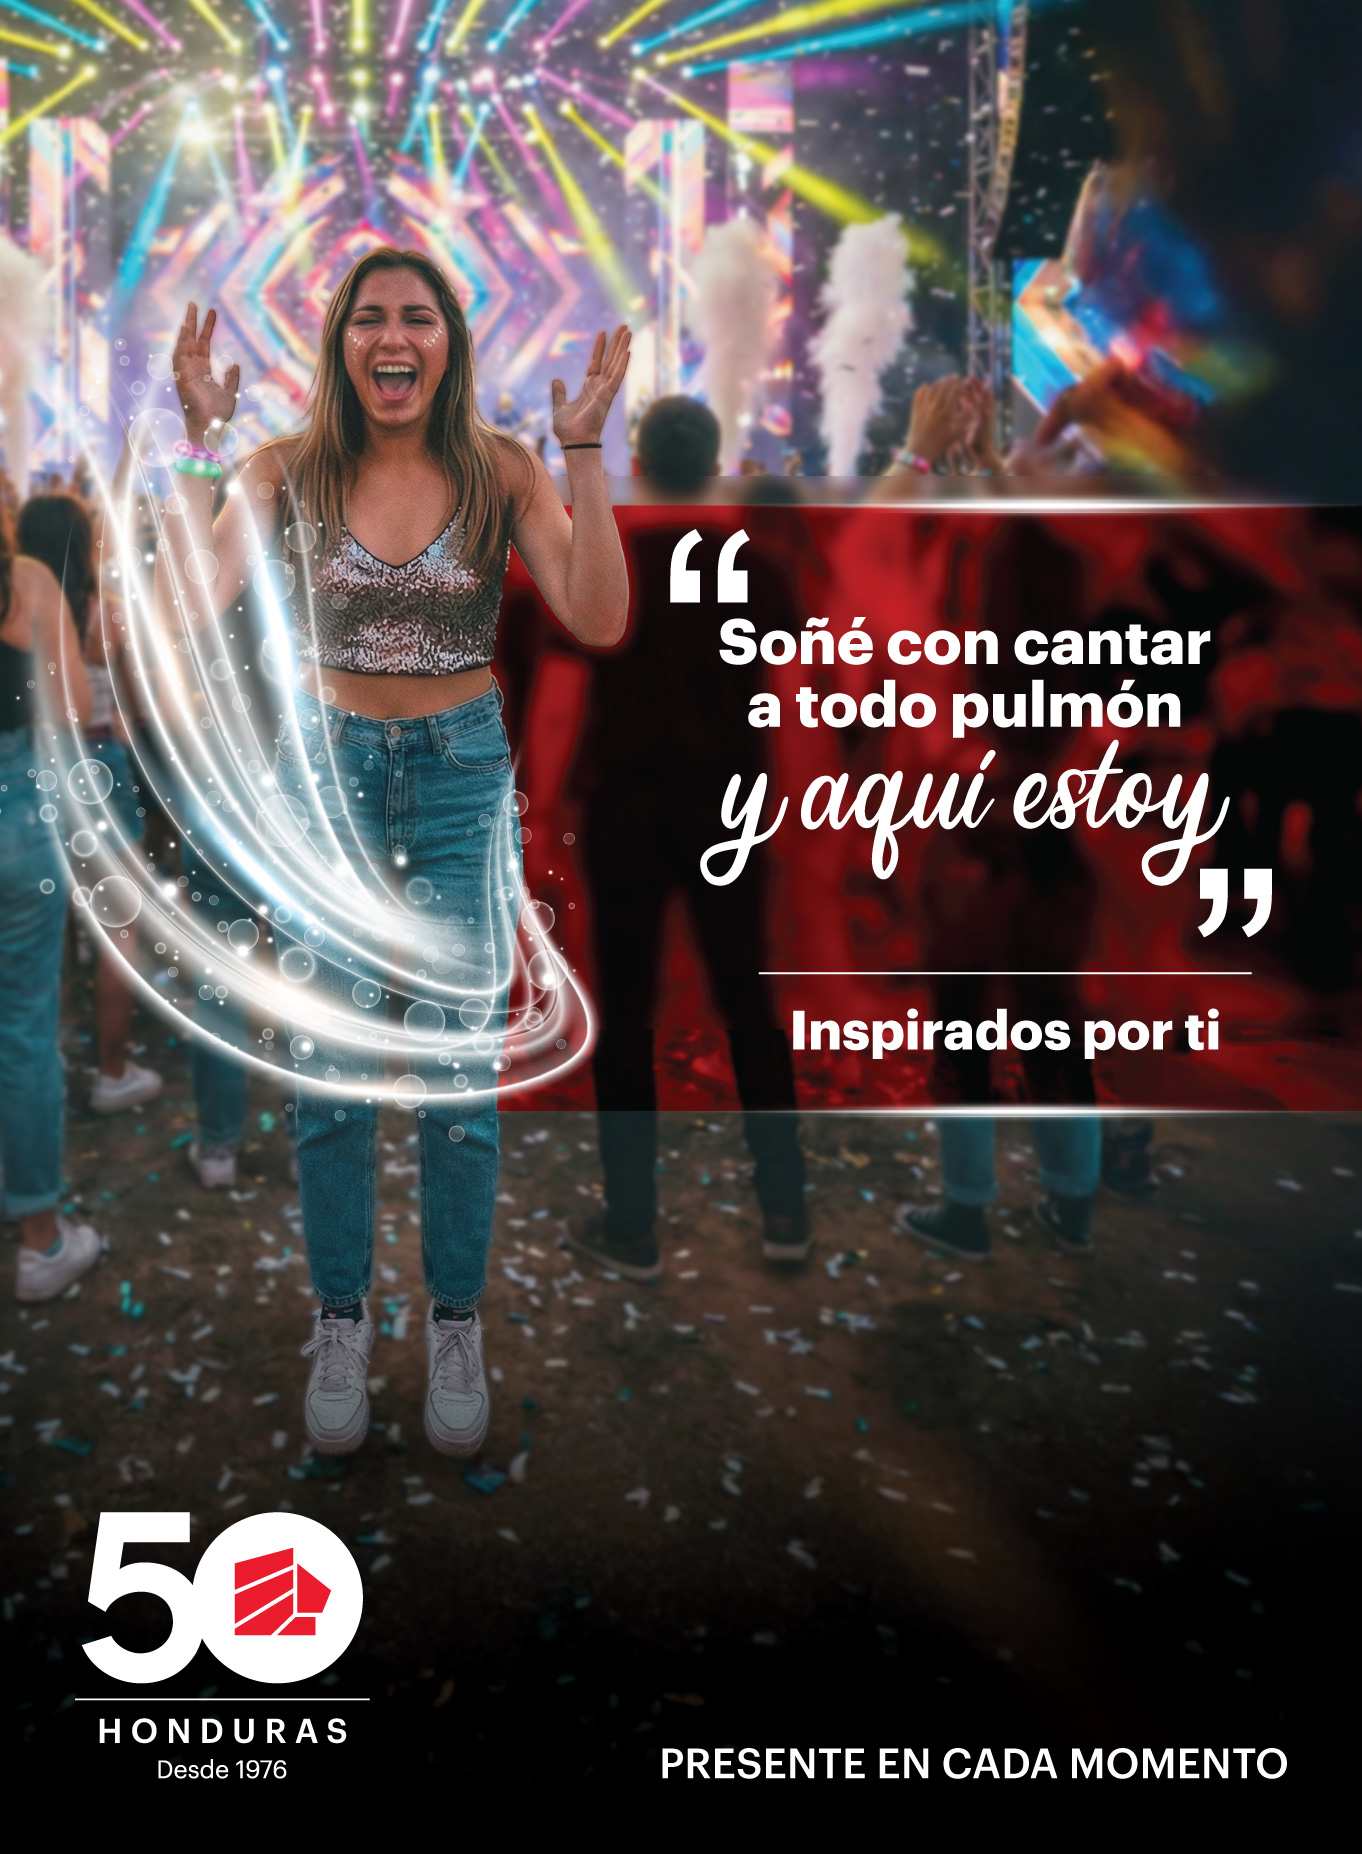 “
Soñé con cantar
a todo pulmón
y aquí estoy
”
Inspirados por ti
50
HONDURAS
Desde 1976
PRESENTE EN CADA MOMENTO